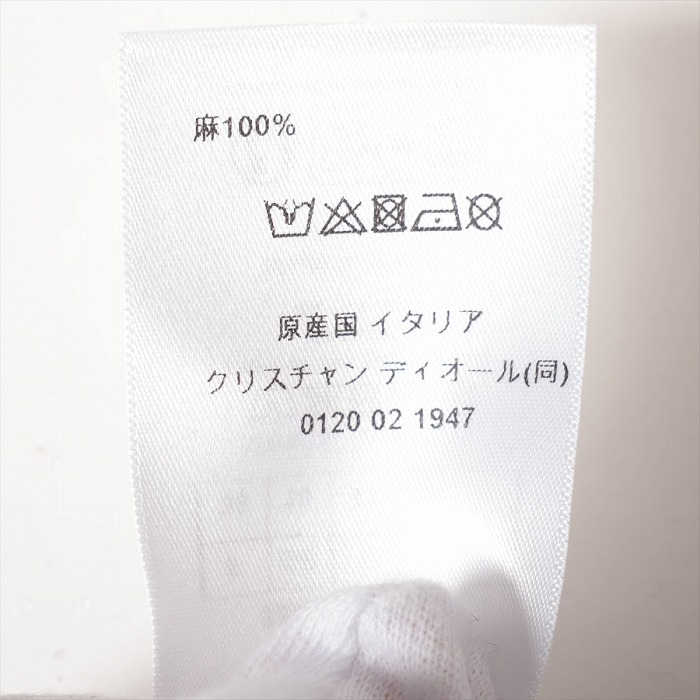 麻100%
原産国 イタリア
クリスチャン ディオール(同)
0120 02 1947